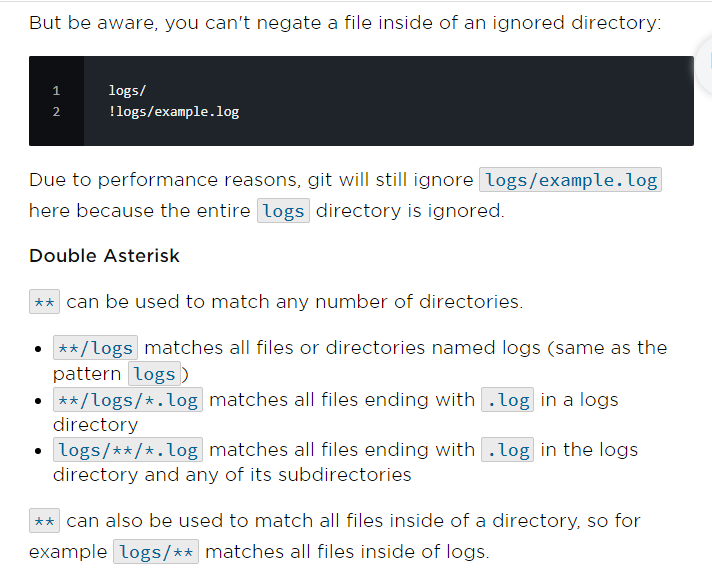 But be aware, you can't negate a file inside of an ignored directory:
1 logs/
2 !logs/example.log
Due to performance reasons, git will still ignore logs/example.log
here because the entire logs directory is ignored.
Double Asterisk
** can be used to match any number of directories.
• **/logs matches all files or directories named logs (same as the
pattern logs)
• **/logs/*.log matches all files ending with .log in a logs
directory
• logs/**/*.log matches all files ending with .log in the logs
directory and any of its subdirectories
** can also be used to match all files inside of a directory, so for
example logs/** matches all files inside of logs.